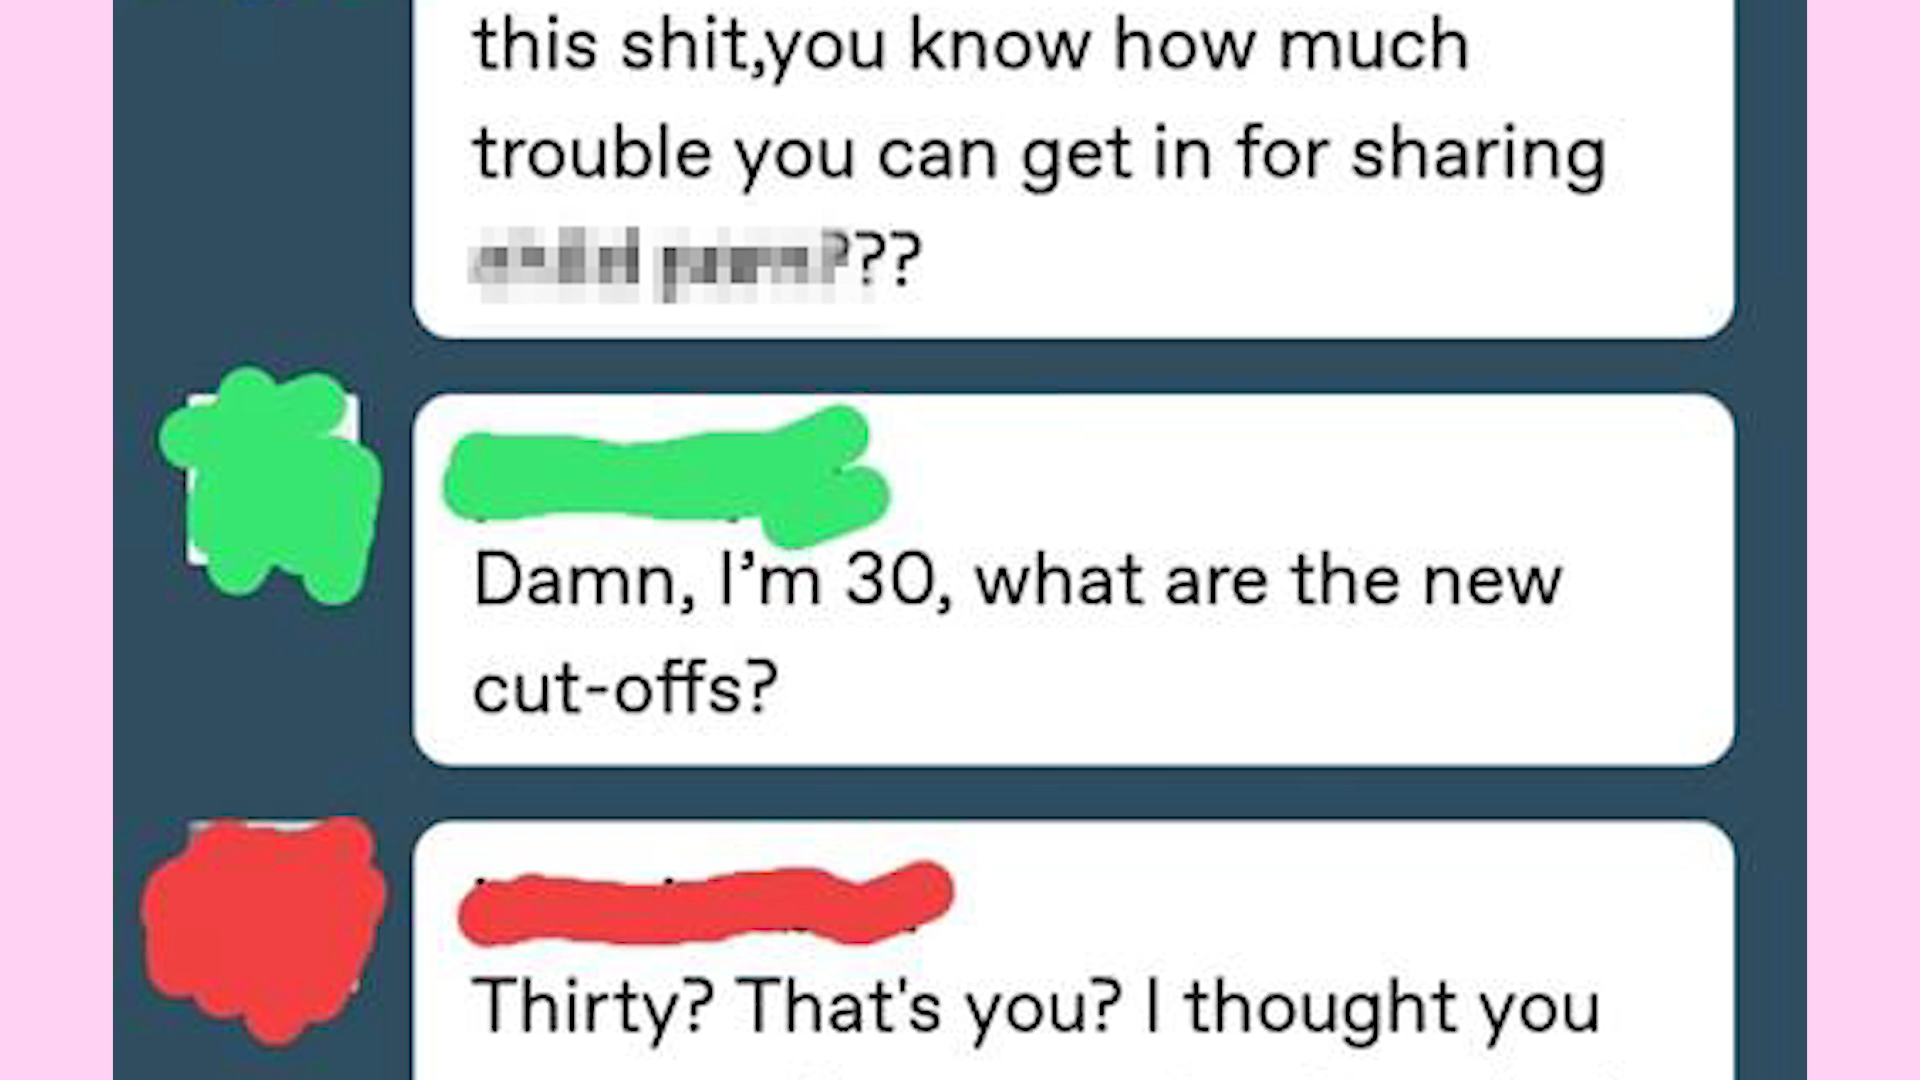 this shit,you know how much
trouble you can get in for sharing
???
Damn, I’m 30, what are the new
cut-offs?
Thirty? That's you? I thought you